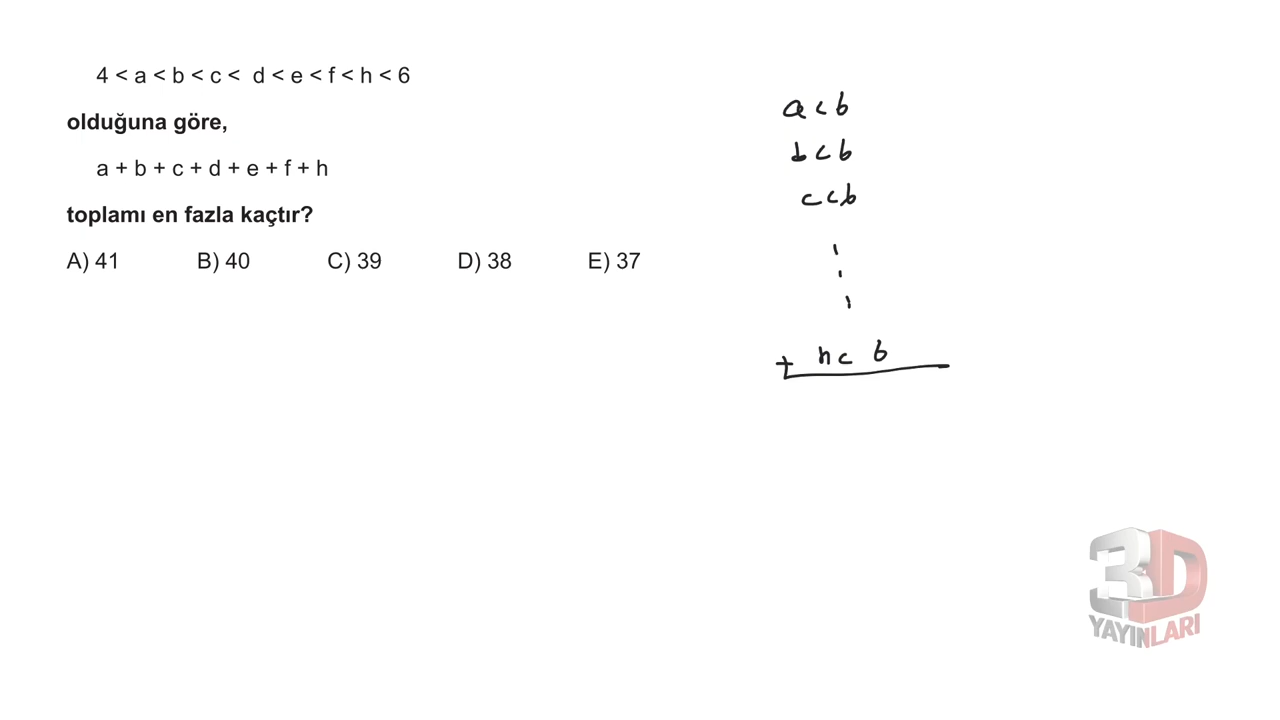 4 < a < b < c < d < e < f < h < 6
olduğuna göre,
a + b + c + d + e + f + h
toplamı en fazla kaçtır?
A) 41 B) 40 C) 39 D) 38 E) 37
a < 6
b < 6
c < 6
+ h < 6
3D
YAYINLARI